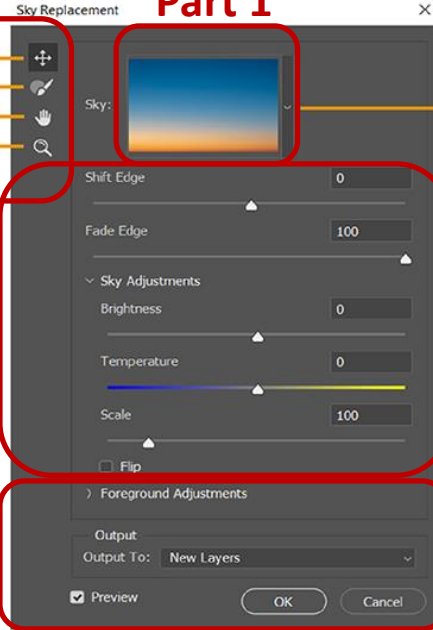 Part 1
Sky Replacement
Sky:
Shift Edge 0
Fade Edge 100
Sky Adjustments
Brightness 0
Temperature 0
Scale 100
Flip
Foreground Adjustments
Output
Output To: New Layers
Preview OK Cancel